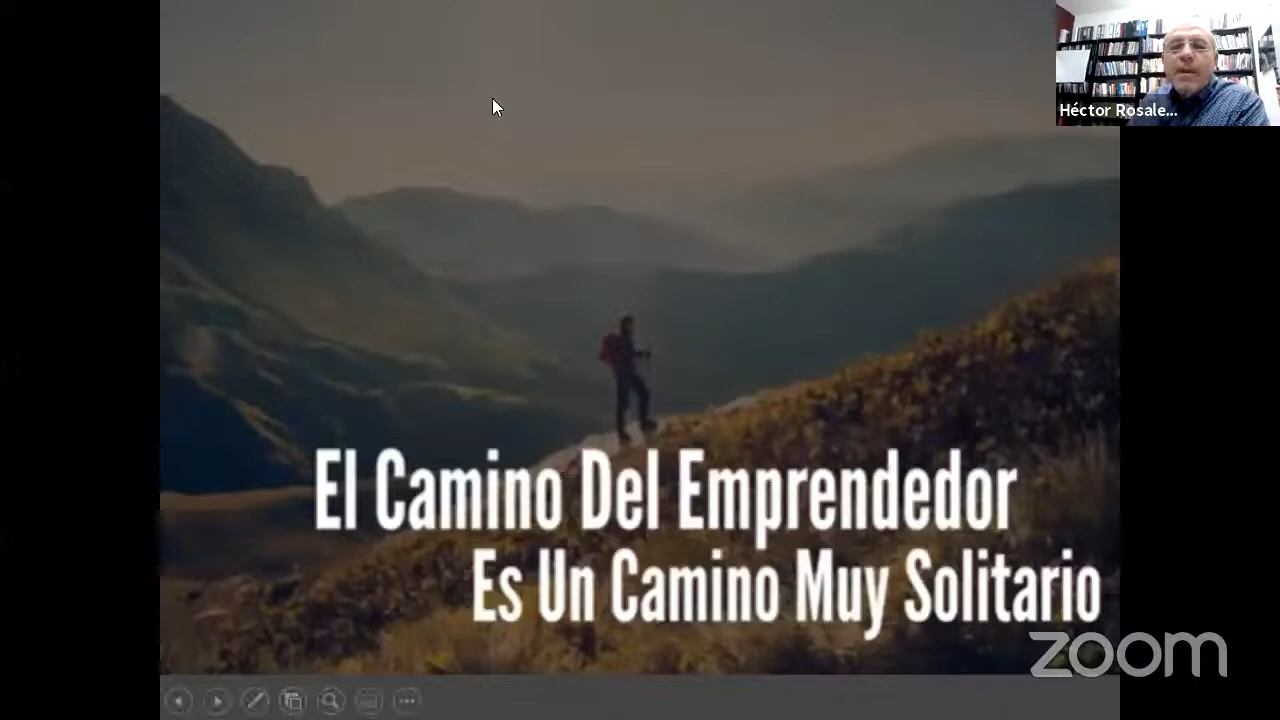 Héctor Rosale...
El Camino Del Emprendedor
Es Un Camino Muy Solitario
zoom